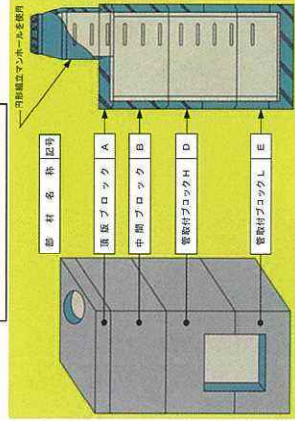 円形組立マンホールを使用
部材名称 記号
頂版ブロック A
中間ブロック B
管取付ブロックH D
管取付ブロックL E